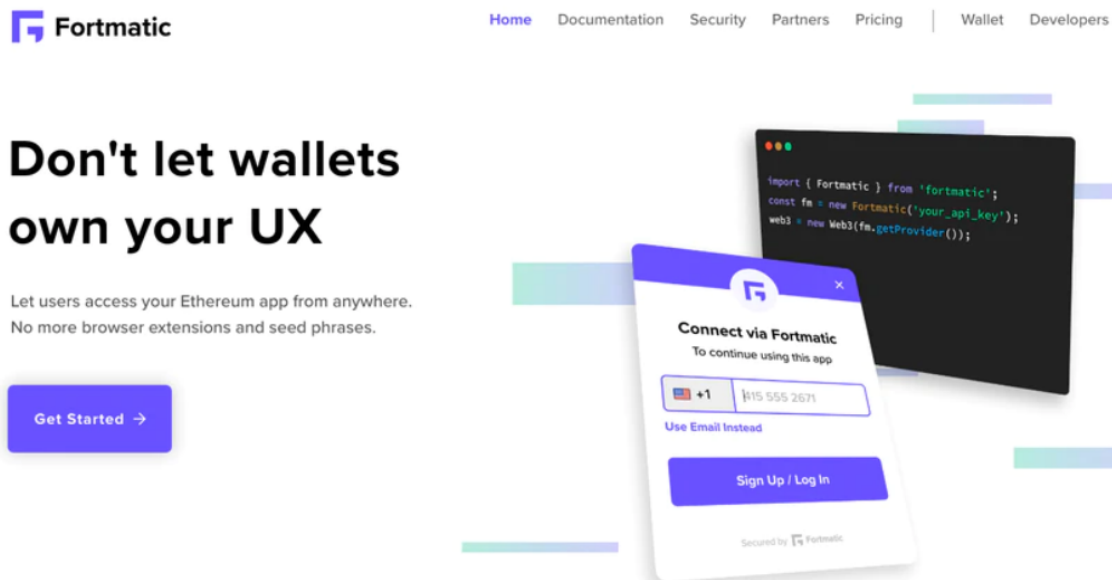 Fortmatic
Home Documentation Security Partners Pricing | Wallet Developers
Don't let wallets
own your UX
Let users access your Ethereum app from anywhere.
No more browser extensions and seed phrases.
Get Started →
import { Fortmatic } from 'fortmatic';
const fm = new Fortmatic('your_api_key');
web3 = new Web3(fm.getProvider());
Connect via Fortmatic
To continue using this app
+1 415 555 2671
Use Email Instead
Sign Up / Log In
Secured by Fortmatic